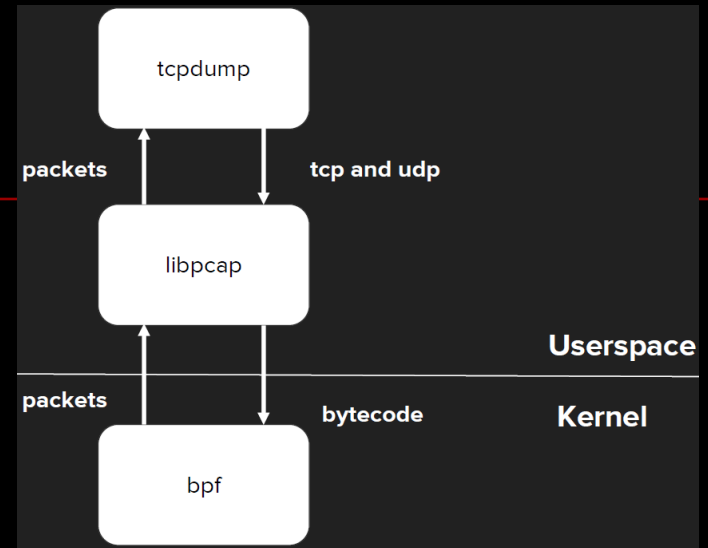 tcpdump
packets
tcp and udp
libpcap
Userspace
packets
bytecode
Kernel
bpf